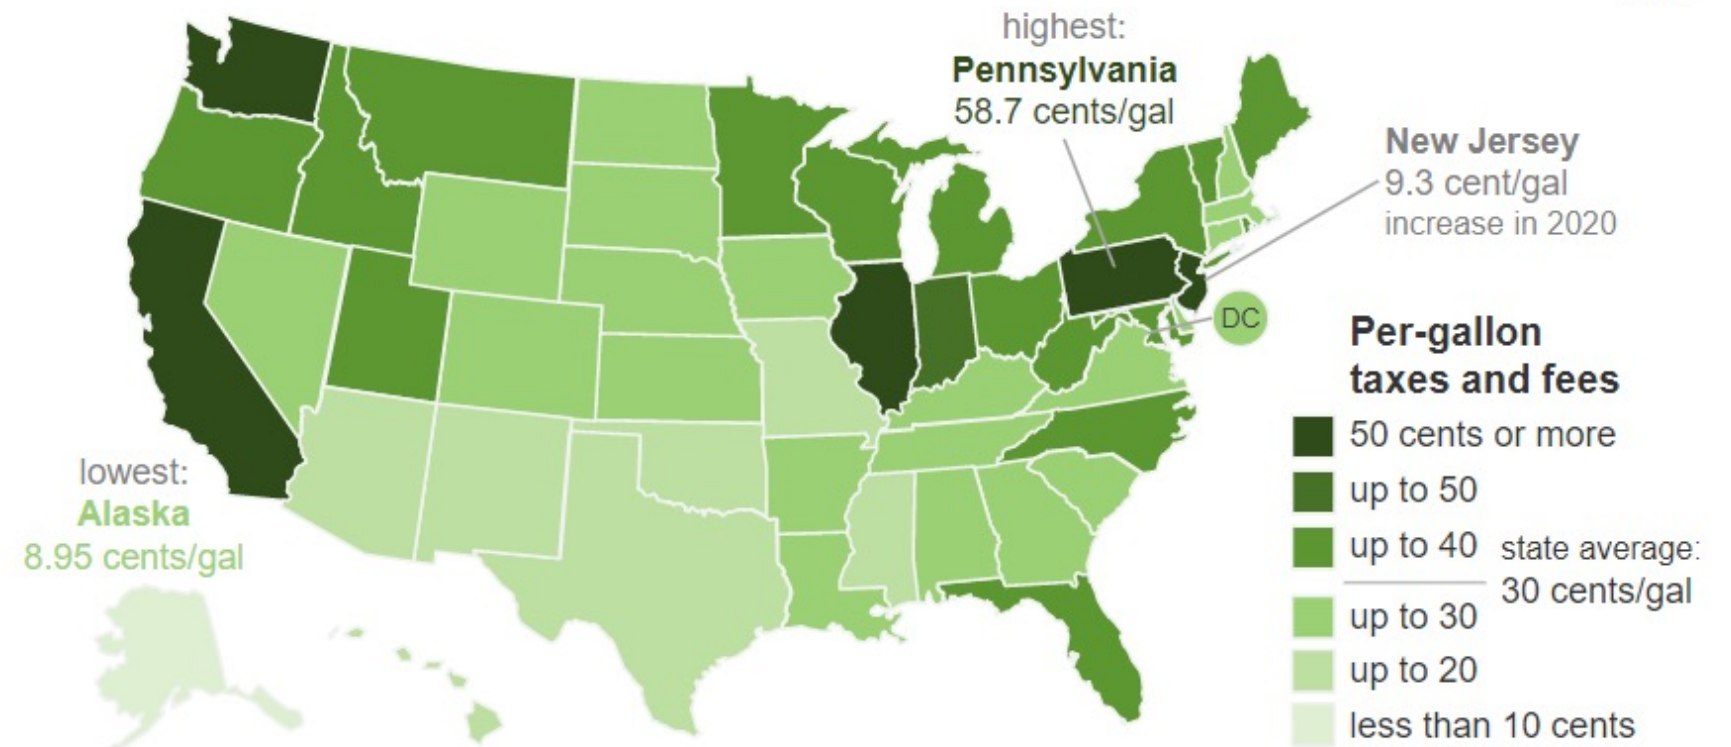 highest:
Pennsylvania
58.7 cents/gal
New Jersey
9.3 cent/gal
increase in 2020
DC
lowest:
Alaska
8.95 cents/gal
Per-gallon
taxes and fees
50 cents or more
up to 50
up to 40
state average:
30 cents/gal
up to 30
up to 20
less than 10 cents